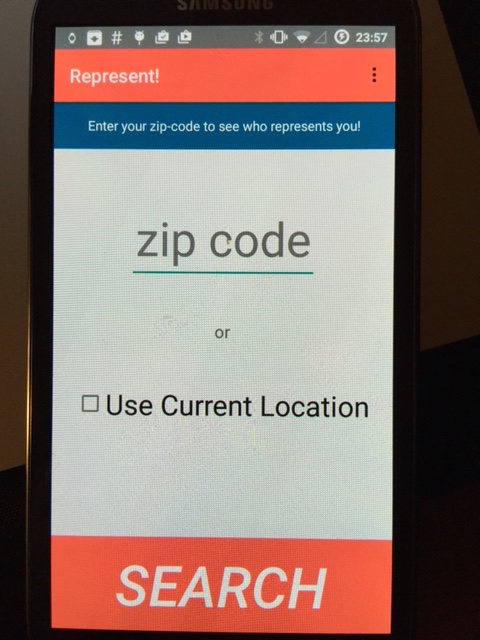 SAMSUNG
# 23:57
Represent!
Enter your zip-code to see who represents you!
zip code
or
Use Current Location
SEARCH